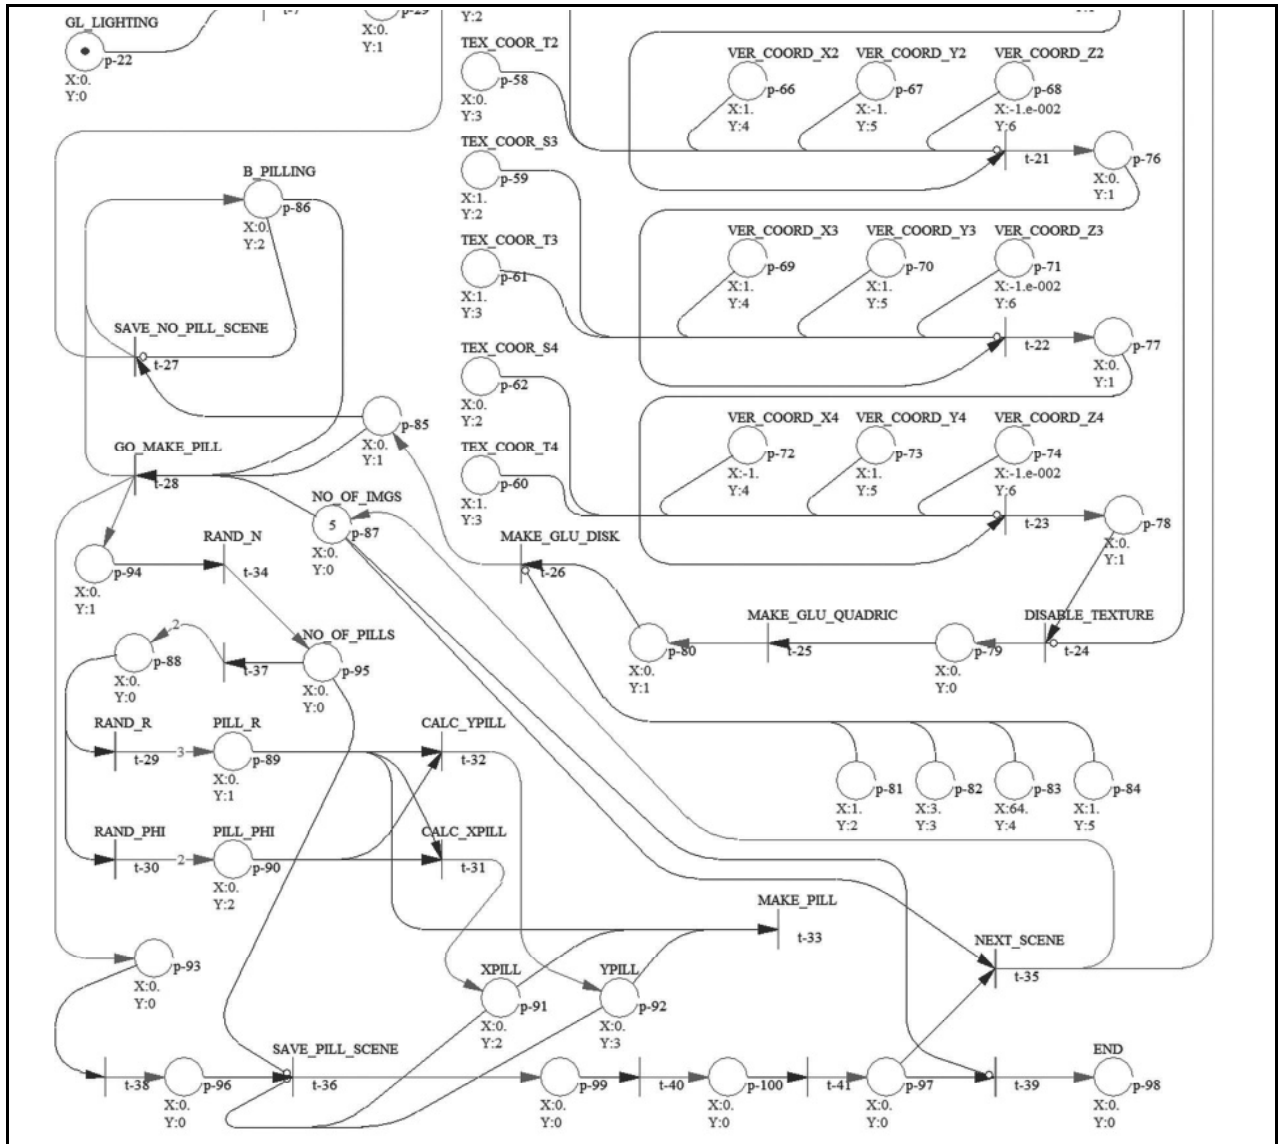 GL_LIGHTING
p-22
X:0.
Y:0
X:0.
Y:1
Y:2
TEX_COOR_T2
p-58
X:0.
Y:3
VER_COORD_X2
p-66
X:1.
Y:4
VER_COORD_Y2
p-67
X:-1.
Y:5
VER_COORD_Z2
p-68
X:-1.e-002
Y:6
t-21
p-76
X:0.
Y:1
TEX_COOR_S3
p-59
X:1.
Y:2
B_PILLING
p-86
X:0.
Y:2
TEX_COOR_T3
p-61
X:1.
Y:3
VER_COORD_X3
p-69
X:1.
Y:4
VER_COORD_Y3
p-70
X:1.
Y:5
VER_COORD_Z3
p-71
X:-1.e-002
Y:6
t-22
p-77
X:0.
Y:1
SAVE_NO_PILL_SCENE
t-27
TEX_COOR_S4
p-62
X:0.
Y:2
p-85
X:0.
Y:1
TEX_COOR_T4
p-60
X:1.
Y:3
VER_COORD_X4
p-72
X:-1.
Y:4
VER_COORD_Y4
p-73
X:1.
Y:5
VER_COORD_Z4
p-74
X:-1.e-002
Y:6
t-23
p-78
X:0.
Y:1
GO_MAKE_PILL
t-28
NO_OF_IMGS
5
p-87
X:0.
Y:0
RAND_N
t-34
p-94
X:0.
Y:1
MAKE_GLU_DISK
t-26
MAKE_GLU_QUADRIC
t-25
DISABLE_TEXTURE
t-24
p-80
X:0.
Y:1
p-79
X:0.
Y:0
2
p-88
X:0.
Y:0
t-37
NO_OF_PILLS
p-95
X:0.
Y:0
RAND_R
t-29
3
PILL_R
p-89
X:0.
Y:1
CALC_YPILL
t-32
p-81
X:1.
Y:2
p-82
X:3.
Y:3
p-83
X:64.
Y:4
p-84
X:1.
Y:5
RAND_PHI
t-30
2
PILL_PHI
p-90
X:0.
Y:2
CALC_XPILL
t-31
MAKE_PILL
t-33
NEXT_SCENE
t-35
p-93
X:0.
Y:0
XPILL
p-91
X:0.
Y:2
YPILL
p-92
X:0.
Y:3
t-38
p-96
X:0.
Y:0
SAVE_PILL_SCENE
t-36
p-99
X:0.
Y:0
t-40
p-100
X:0.
Y:0
t-41
p-97
X:0.
Y:0
t-39
END
p-98
X:0.
Y:0